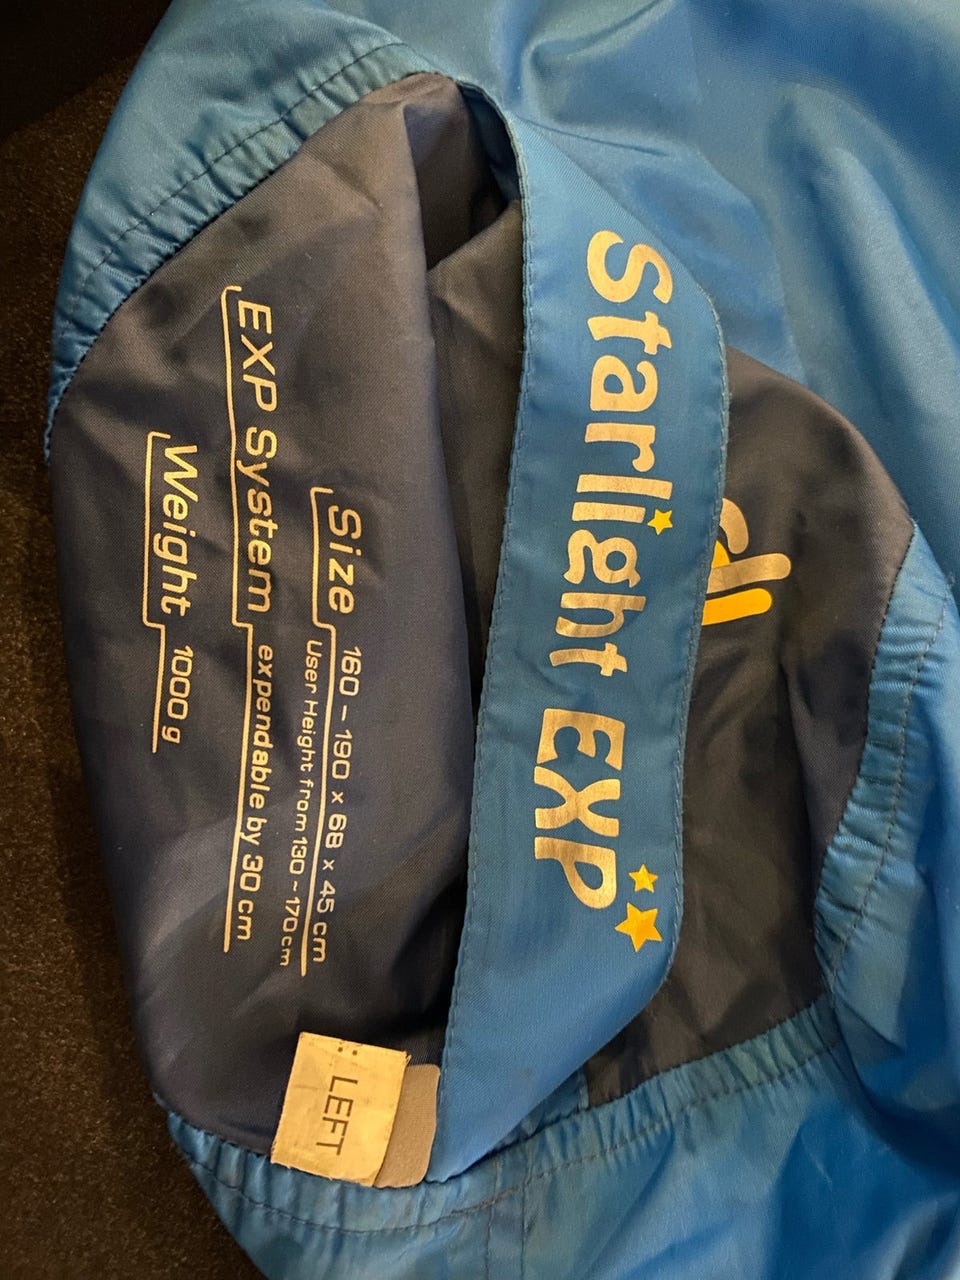 Starlight EXP
Size 160 - 190 x 68 x 45 cm
User Height from 130 ~ 170 cm
EXP System expendable by 30 cm
Weight 1000 g
LEFT